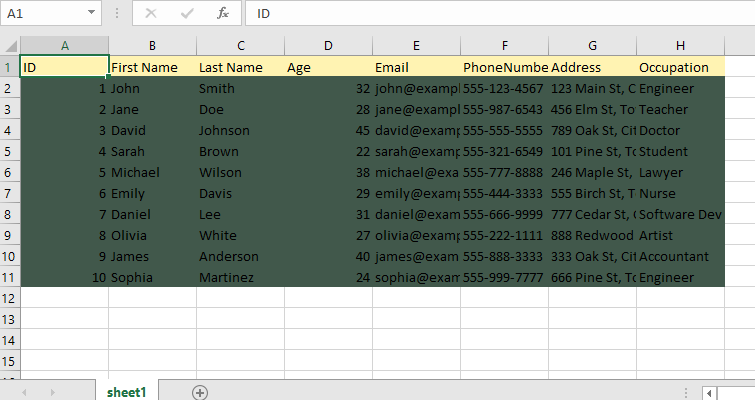 A1 fx ID
A B C D E F G H
1 ID First Name Last Name Age Email PhoneNumbe Address Occupation
2 1 John Smith 32 john@exampl 555-123-4567 123 Main St, C Engineer
3 2 Jane Doe 28 jane@exampl 555-987-6543 456 Elm St, To Teacher
4 3 David Johnson 45 david@examp 555-555-5555 789 Oak St, Cit Doctor
5 4 Sarah Brown 22 sarah@examp 555-321-6549 101 Pine St, To Student
6 5 Michael Wilson 38 michael@exa 555-777-8888 246 Maple St, Lawyer
7 6 Emily Davis 29 emily@examp 555-444-3333 555 Birch St, T Nurse
8 7 Daniel Lee 31 daniel@exam 555-666-9999 777 Cedar St, Software Dev
9 8 Olivia White 27 olivia@exam 555-222-1111 888 Redwood Artist
10 9 James Anderson 40 james@exam 555-888-3333 333 Oak St, Cit Accountant
11 10 Sophia Martinez 24 sophia@exam 555-999-7777 666 Pine St, To Engineer
12
13
14
15
sheet1